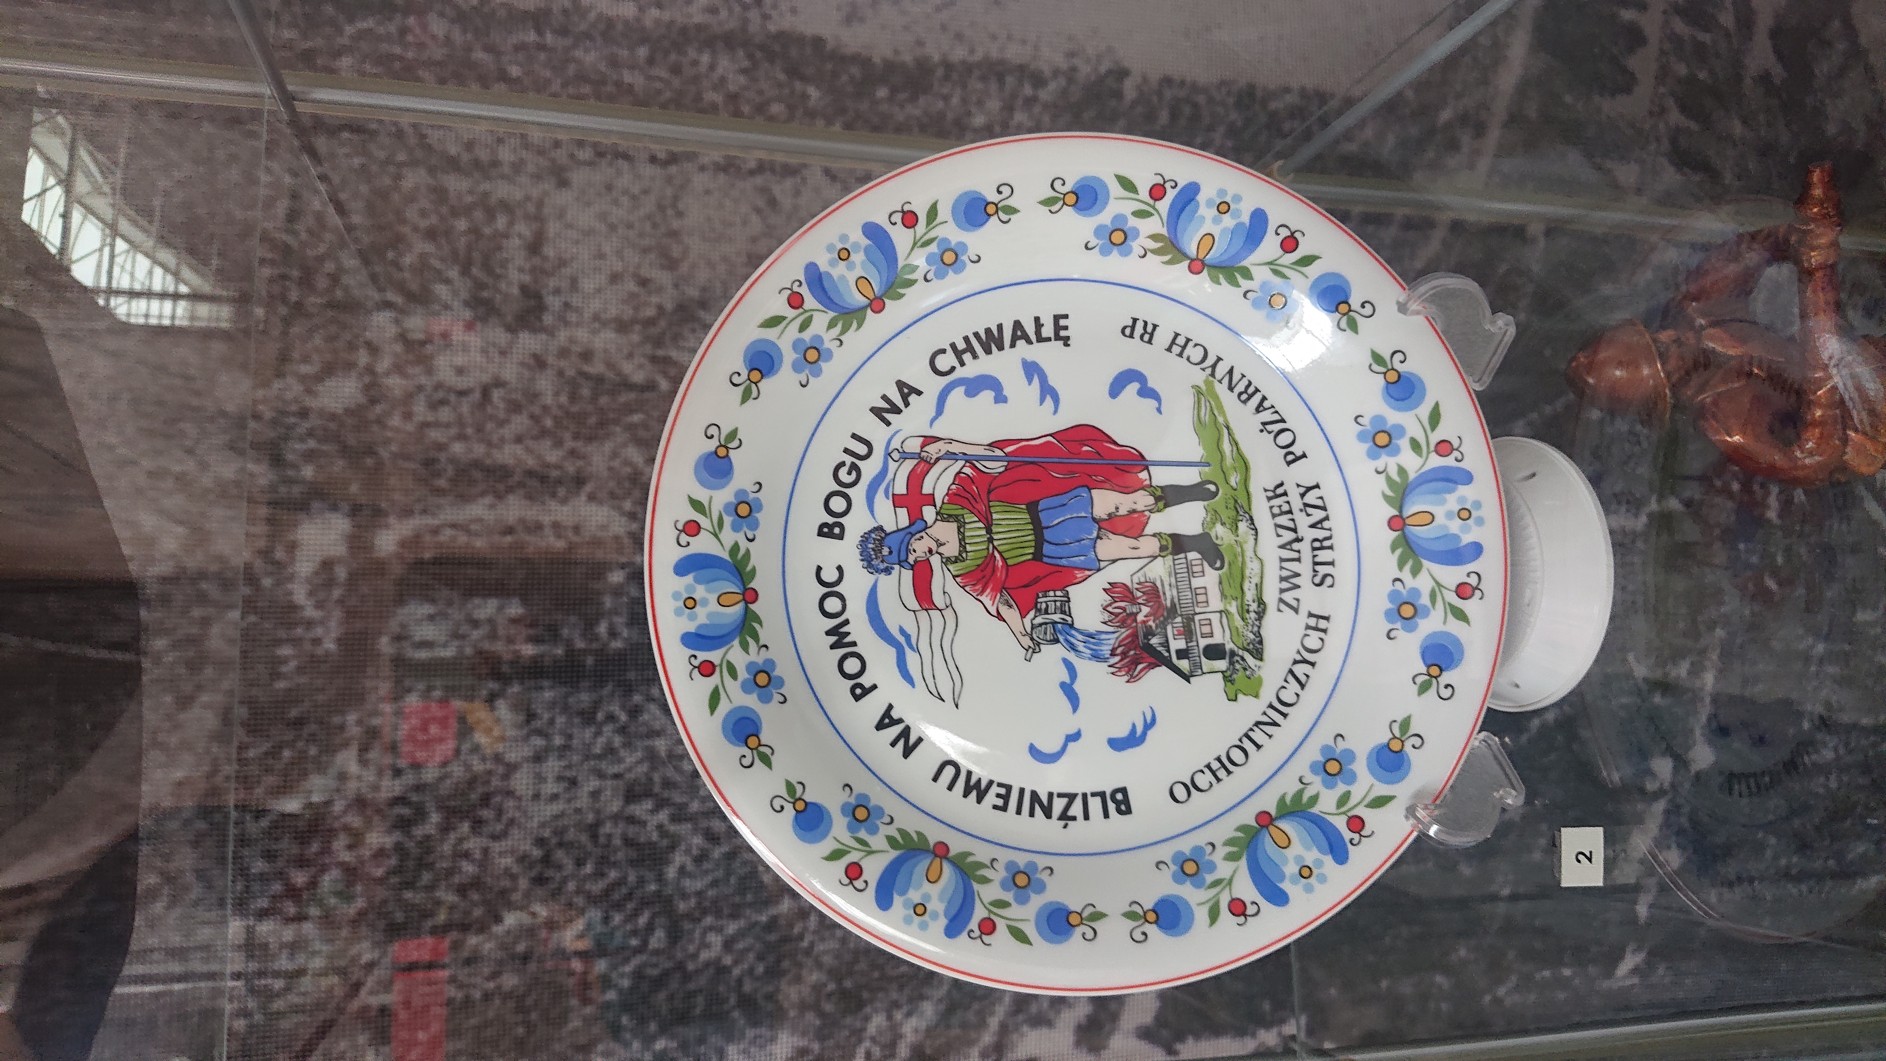 BLIŹNIEMU NA POMOC BOGU NA CHWAŁĘ
ZWIĄZEK
OCHOTNICZYCH STRAŻY POŻARNYCH RP
2